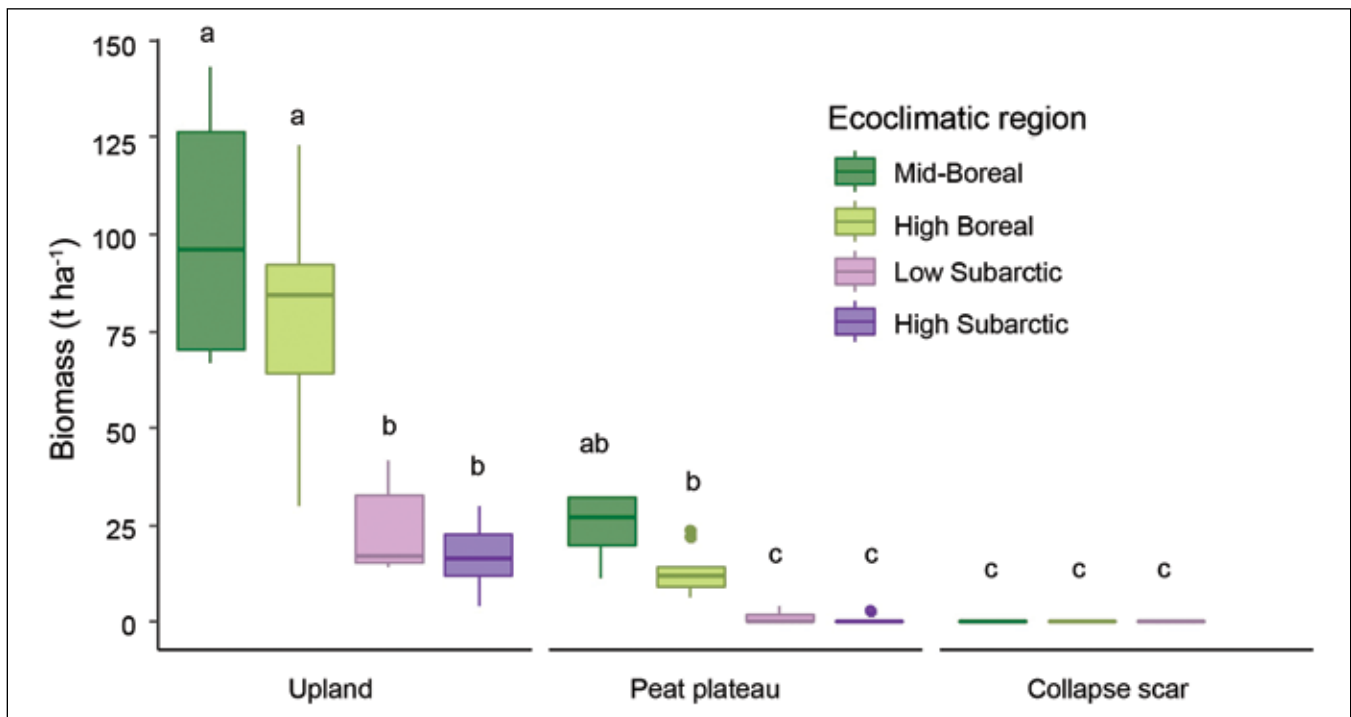 150
125
100
75
50
25
0
Biomass (t ha⁻¹)
a
a
b
b
ab
b
c
c
c
c
c
Ecoclimatic region
Mid-Boreal
High Boreal
Low Subarctic
High Subarctic
Upland
Peat plateau
Collapse scar